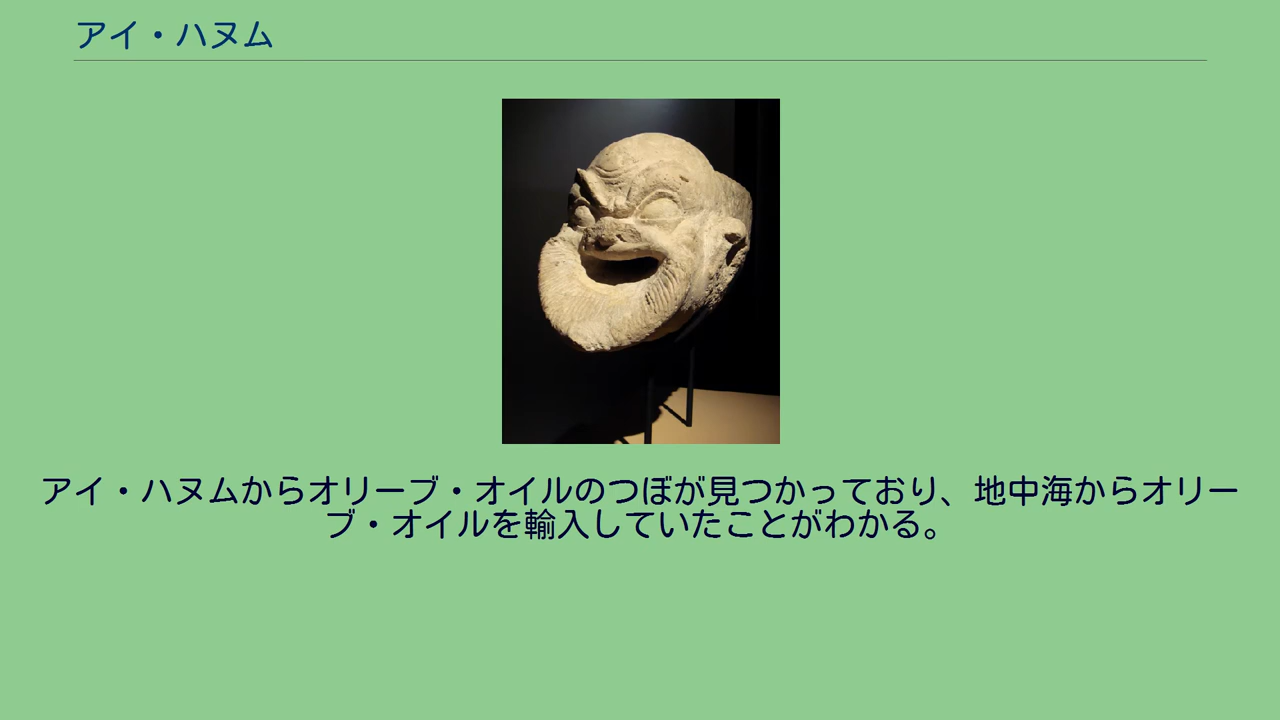 アイ・ハヌム
アイ・ハヌムからオリーブ・オイルのつぼが見つかっており、地中海からオリー
ブ・オイルを輸入していたことがわかる。